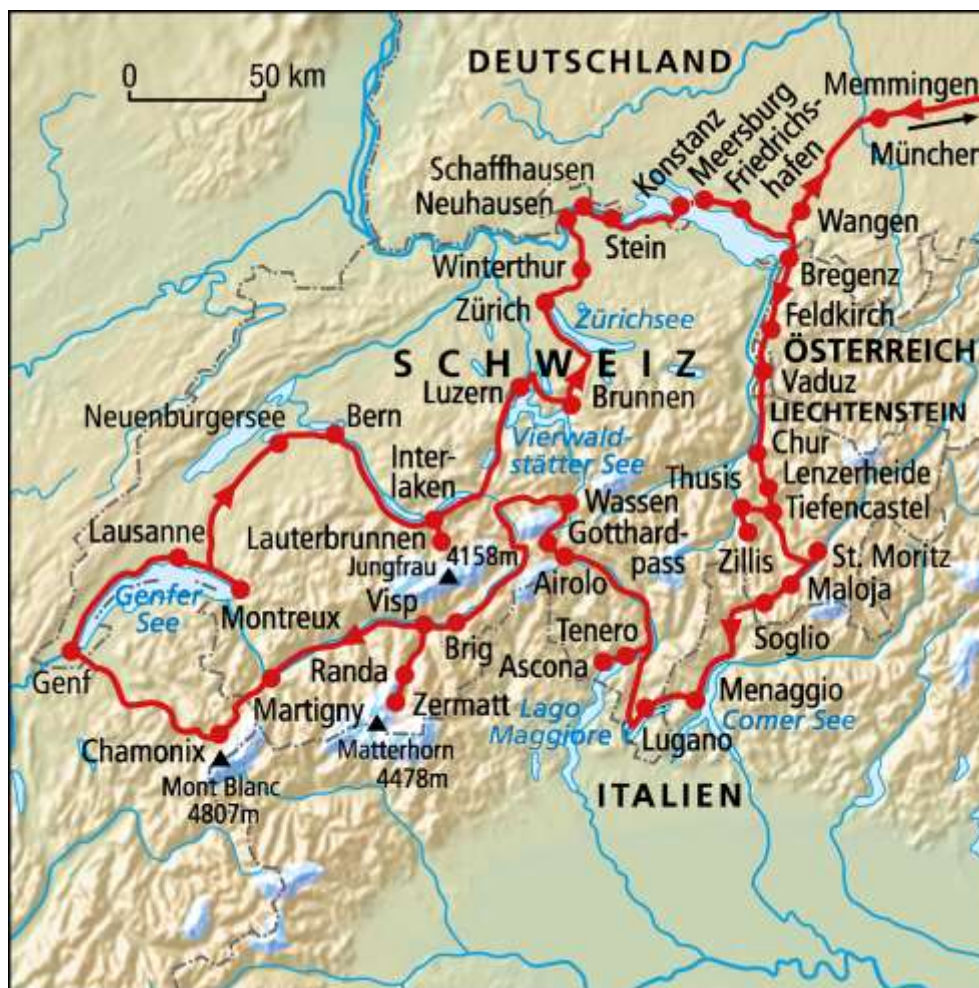 0 50 km
DEUTSCHLAND
Memmingen
München
Konstanz
Meersburg
Friedrichs-
hafen
Schaffhausen
Neuhausen
Stein
Wangen
Winterthur
Bregenz
Zürich
Zürichsee
Feldkirch
SCHWEIZ
ÖSTERREICH
Luzern
Brunnen
Vaduz
LIECHTENSTEIN
Neuenburgersee
Bern
Vierwald-
stätter See
Chur
Inter-
laken
Thusis
Lenzerheide
Wassen
Tiefencastel
Lausanne
Lauterbrunnen
Gotthard-
pass
4158m
Jungfrau
Zillis
St. Moritz
Airolo
Maloja
Genfer
See
Montreux
Visp
Brig
Tenero
Soglio
Genf
Randa
Ascona
Martigny
Zermatt
Menaggio
Lago
Maggiore
Lugano
Comer See
Chamonix
Matterhorn
4478m
Mont Blanc
4807m
ITALIEN